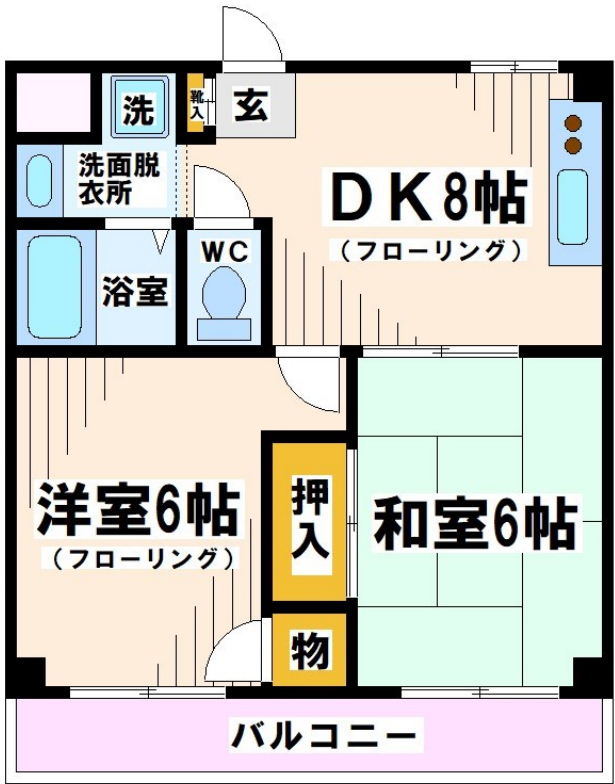 洗
靴入
玄
洗面脱
衣所
DK8帖
(フローリング)
WC
浴室
洋室6帖
(フローリング)
押入
和室6帖
物
バルコニー